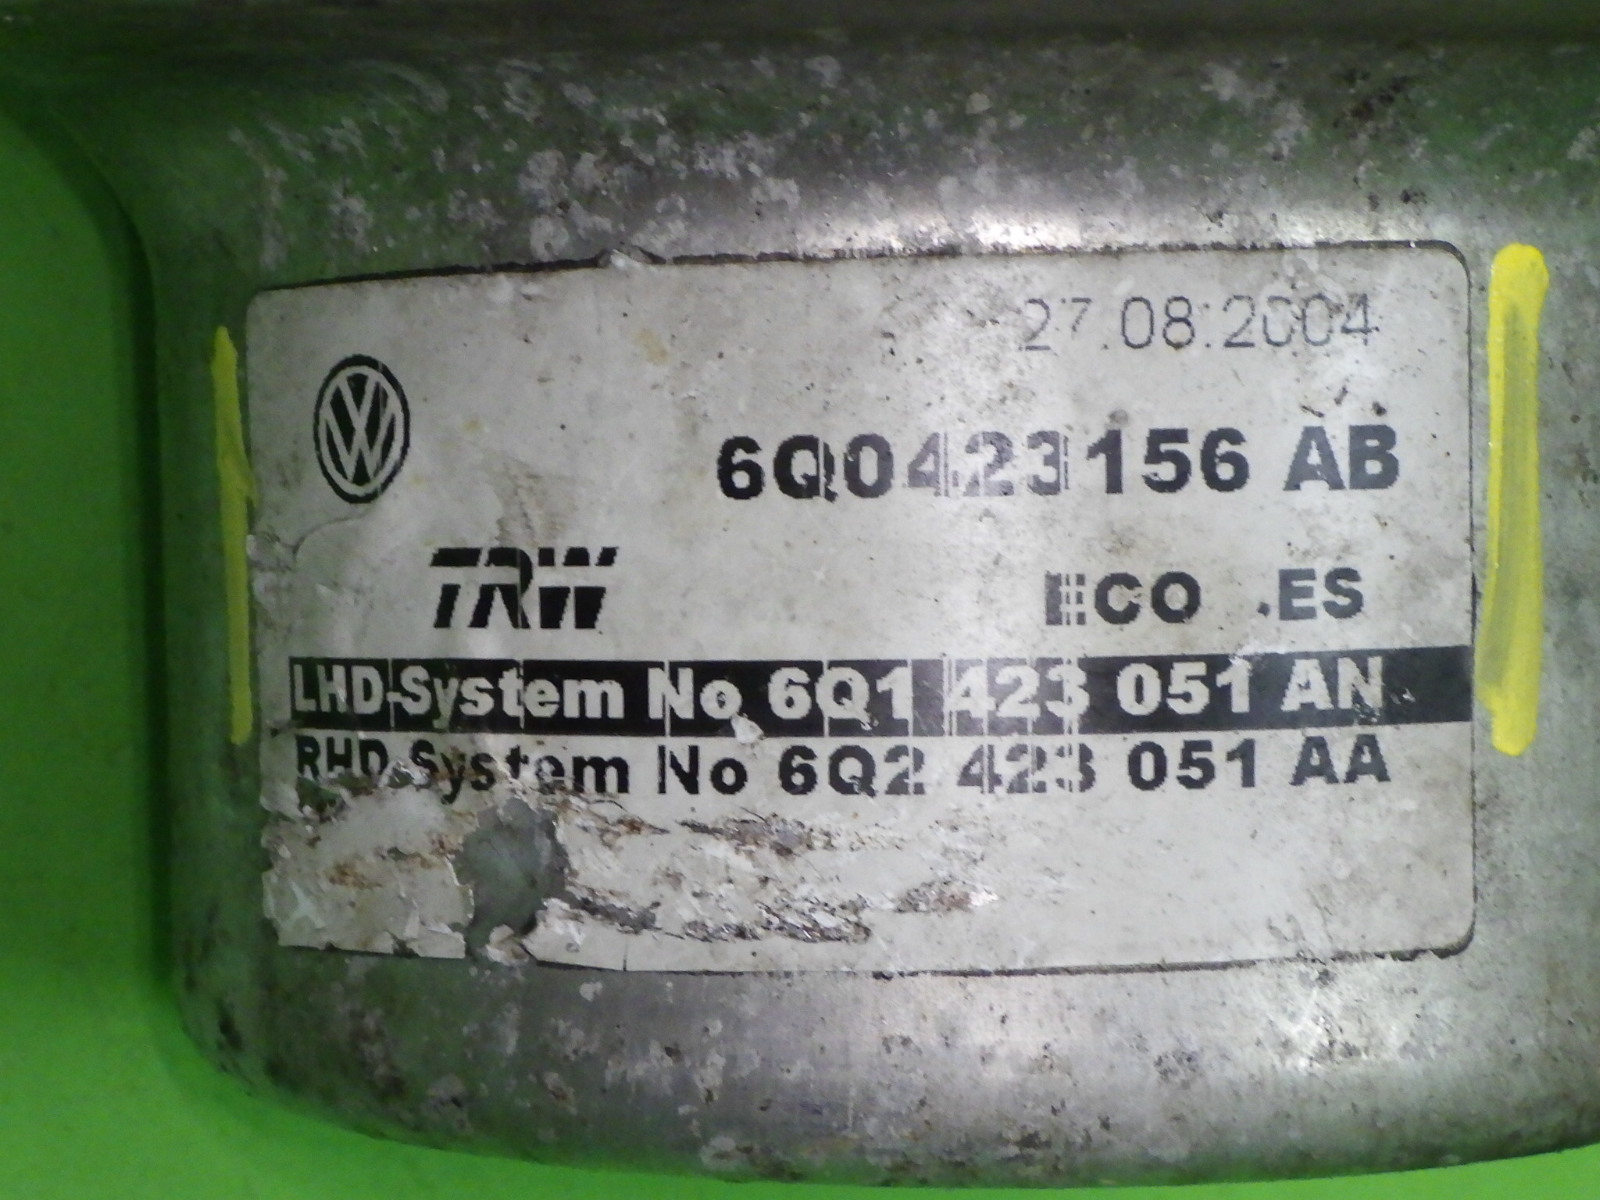 27.08.2004
6Q0423156 AB
TRW
ECO .ES
LHD-System No 6Q1 423 051 AN
RHD-System No 6Q2 423 051 AA